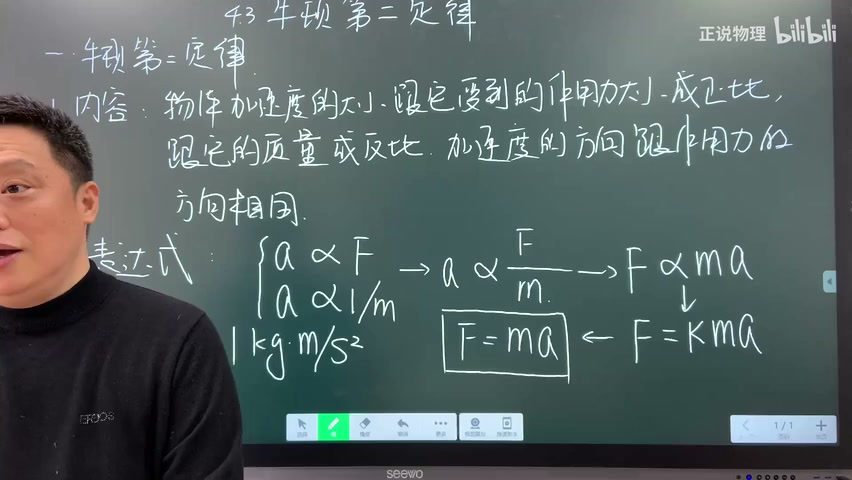 正说物理 bilibili
4.3 牛顿第二定律
一. 牛顿第二定律.
1. 内容: 物体加速度的大小跟它受到的作用力大小成正比,
跟它的质量成反比. 加速度的方向跟作用力的
方向相同.
表达式:
a ∝ F
a ∝ 1/m
→ a ∝ F/m. → F ∝ ma
↓
F = kma
← F = ma
1 kg·m/s²
1/1
seewo